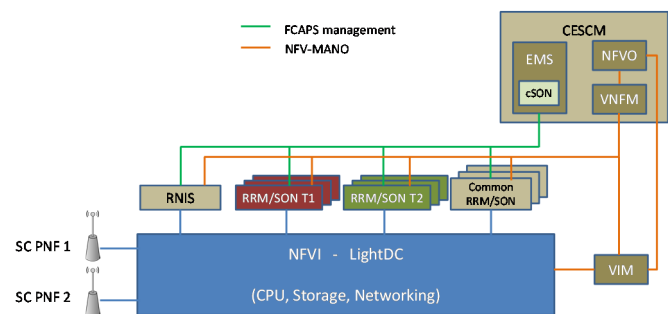 FCAPS management
NFV-MANO
CESCM
EMS
cSON
NFVO
VNFM
RNIS
RRM/SON T1
RRM/SON T2
Common
RRM/SON
SC PNF 1
SC PNF 2
NFVI - LightDC
(CPU, Storage, Networking)
VIM